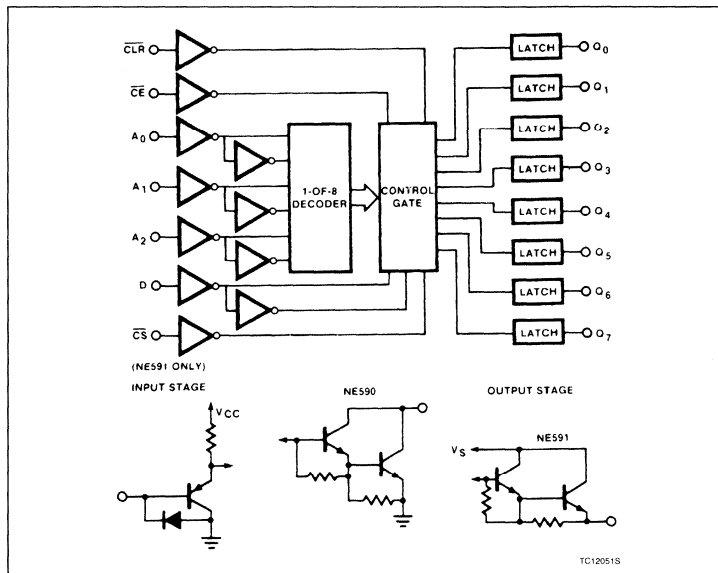 CLR
CE
A0
A1
A2
D
CS
(NE591 ONLY)
1-OF-8
DECODER
CONTROL
GATE
LATCH Q0
LATCH Q1
LATCH Q2
LATCH Q3
LATCH Q4
LATCH Q5
LATCH Q6
LATCH Q7
INPUT STAGE
VCC
NE590
OUTPUT STAGE
VS
NE591
TC12051S